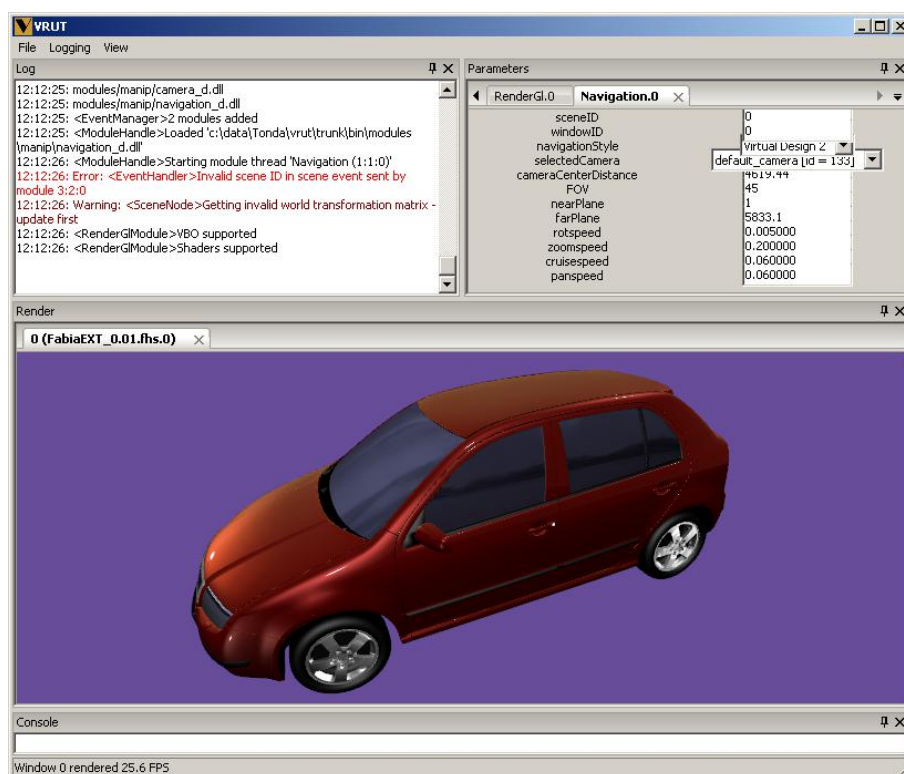 VRUT
File Logging View
Log
12:12:25: modules/manip/camera_d.dll
12:12:25: modules/manip/navigation_d.dll
12:12:25: <EventManager>2 modules added
12:12:25: <ModuleHandle>Loaded 'c:\data\Tonda\vrut\trunk\bin\modules
\manip\navigation_d.dll'
12:12:26: <ModuleHandle>Starting module thread 'Navigation (1:1:0)'
12:12:26: Error: <EventHandler>Invalid scene ID in scene event sent by
module 3:2:0
12:12:26: Warning: <SceneNode>Getting invalid world transformation matrix -
update first
12:12:26: <RenderGlModule>VBO supported
12:12:26: <RenderGlModule>Shaders supported
Parameters
RenderGl.0 Navigation.0
sceneID 0
windowID 0
navigationStyle Virtual Design 2
selectedCamera default_camera [id = 133]
cameraCenterDistance 4619.44
FOV 45
nearPlane 1
farPlane 5833.1
rotspeed 0.005000
zoomspeed 0.200000
cruisespeed 0.060000
panspeed 0.060000
Render
0 (FabiaEXT_0.01.fhs.0)
Console
Window 0 rendered 25.6 FPS